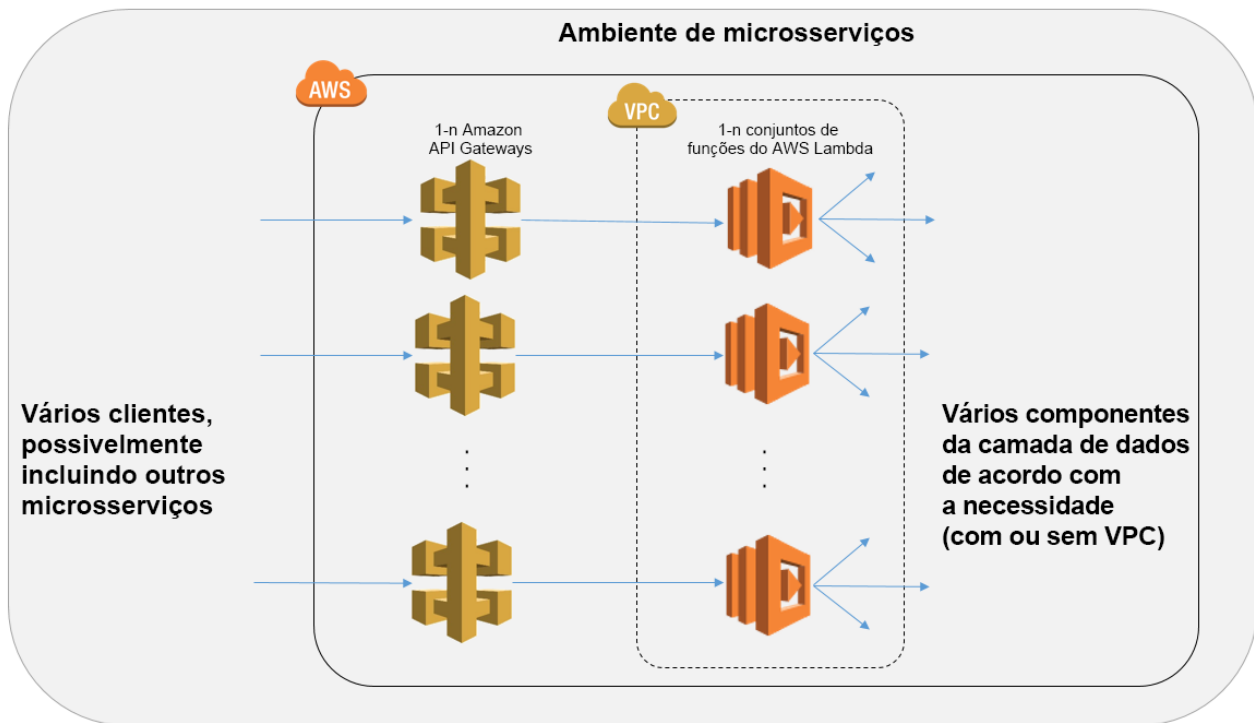 Ambiente de microsserviços
AWS
VPC
1-n Amazon
API Gateways
1-n conjuntos de
funções do AWS Lambda
Vários clientes,
possivelmente
incluindo outros
microsserviços
Vários componentes
da camada de dados
de acordo com
a necessidade
(com ou sem VPC)